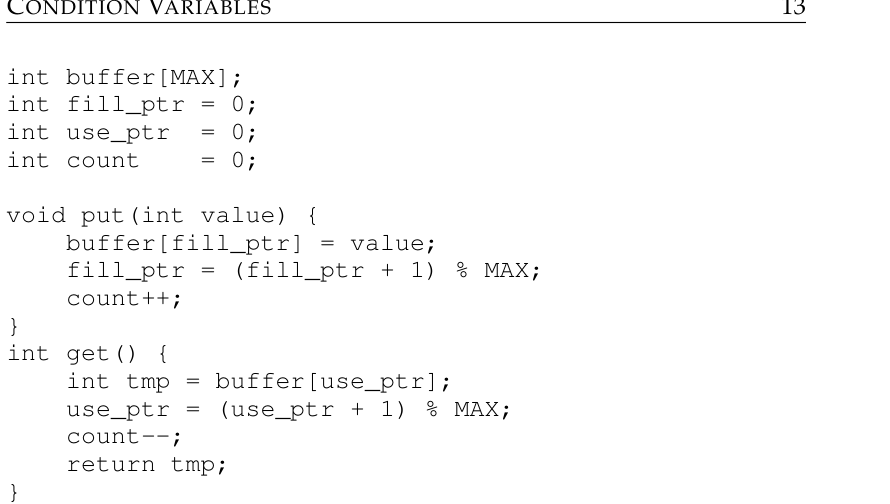 CONDITION VARIABLES 13
int buffer[MAX];
int fill_ptr = 0;
int use_ptr  = 0;
int count    = 0;
void put(int value) {
    buffer[fill_ptr] = value;
    fill_ptr = (fill_ptr + 1) % MAX;
    count++;
}
int get() {
    int tmp = buffer[use_ptr];
    use_ptr = (use_ptr + 1) % MAX;
    count--;
    return tmp;
}